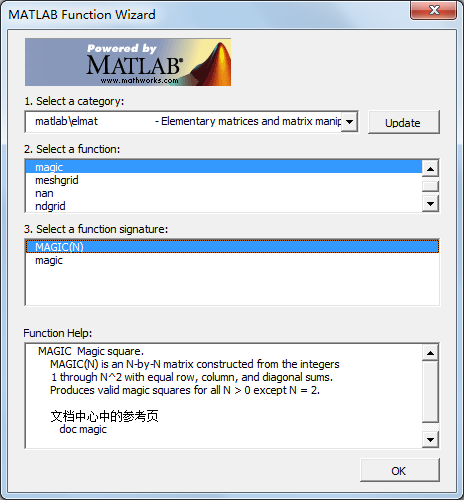 MATLAB Function Wizard
Powered by
MATLAB®
www.mathworks.com
1. Select a category:
matlab\elmat - Elementary matrices and matrix manip
Update
2. Select a function:
magic
meshgrid
nan
ndgrid
3. Select a function signature:
MAGIC(N)
magic
Function Help:
MAGIC Magic square.
MAGIC(N) is an N-by-N matrix constructed from the integers
1 through N^2 with equal row, column, and diagonal sums.
Produces valid magic squares for all N > 0 except N = 2.
文档中心中的参考页
doc magic
OK